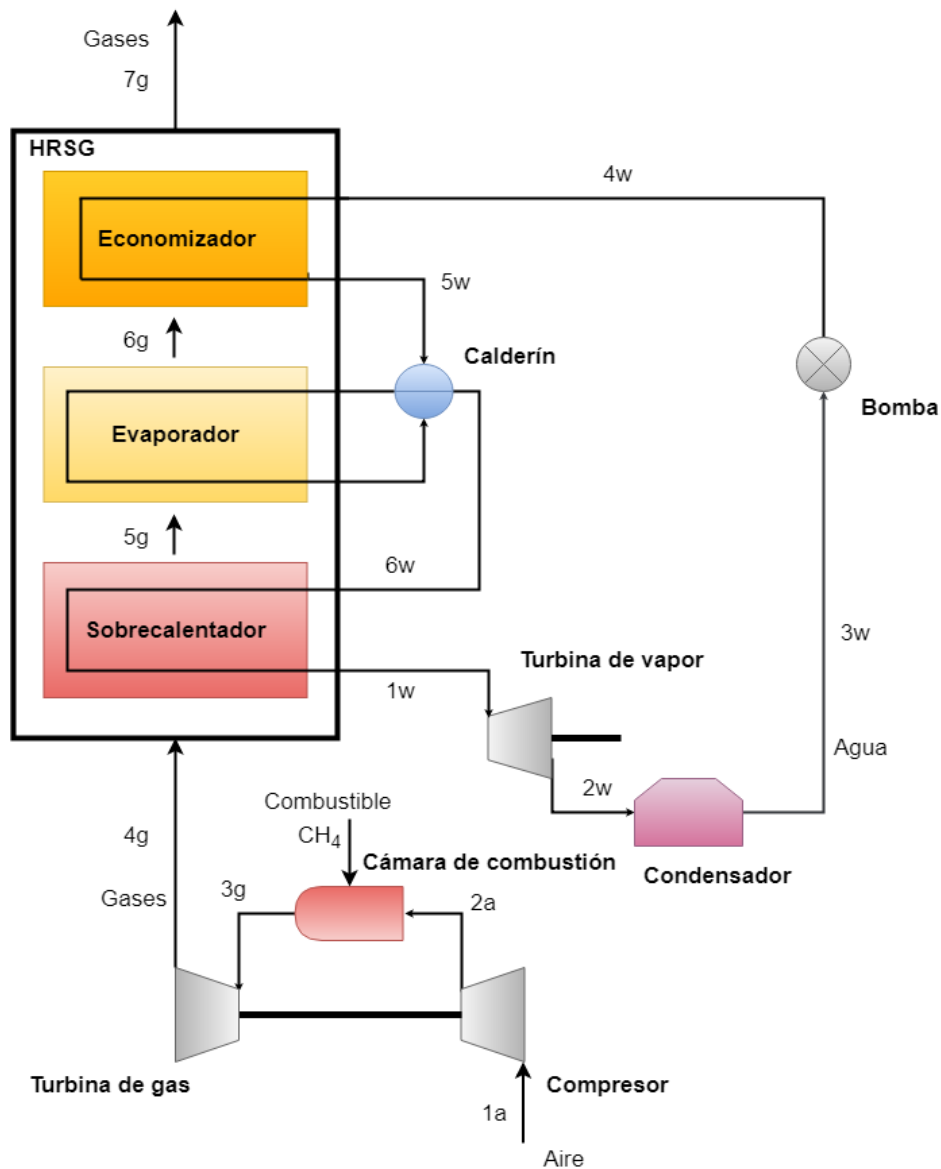 Gases
7g
HRSG
4w
Economizador
5w
6g
Calderín
Evaporador
Bomba
5g
6w
Sobrecalentador
3w
Turbina de vapor
1w
Agua
2w
Combustible
CH₄
4g
Cámara de combustión
Condensador
3g
2a
Gases
Turbina de gas
Compresor
1a
Aire